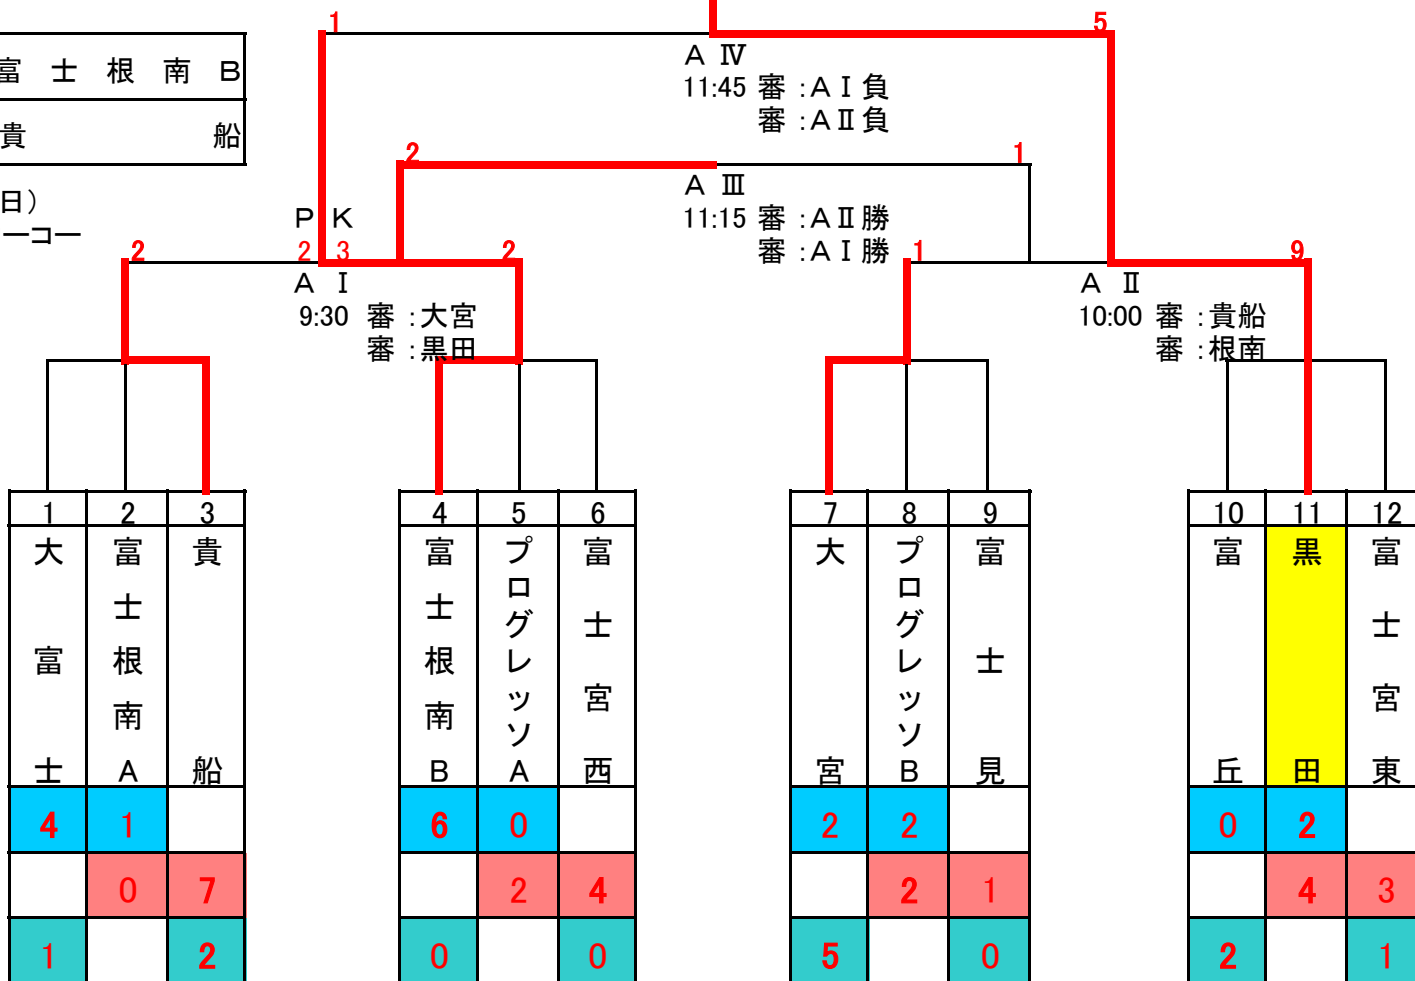 1 5
富士根南B
A Ⅳ
11:45 審:AⅠ負
審:AⅡ負
貴船
2 1
A Ⅲ
11:15 審:AⅡ勝
審:AⅠ勝
日)
ーコー
PK
2 2 3 2 1 9
A Ⅰ
9:30 審:大宮
審:黒田
A Ⅱ
10:00 審:貴船
審:根南
1 2 3 4 5 6 7 8 9 10 11 12
大富士
富士根南A
貴船
富士根南B
プログレッソA
富士宮西
大宮
プログレッソB
富士見
富丘
黒田
富士宮東
4 1 6 0 2 2 0 2
0 7 2 4 2 1 4 3
1 2 0 0 5 0 2 1